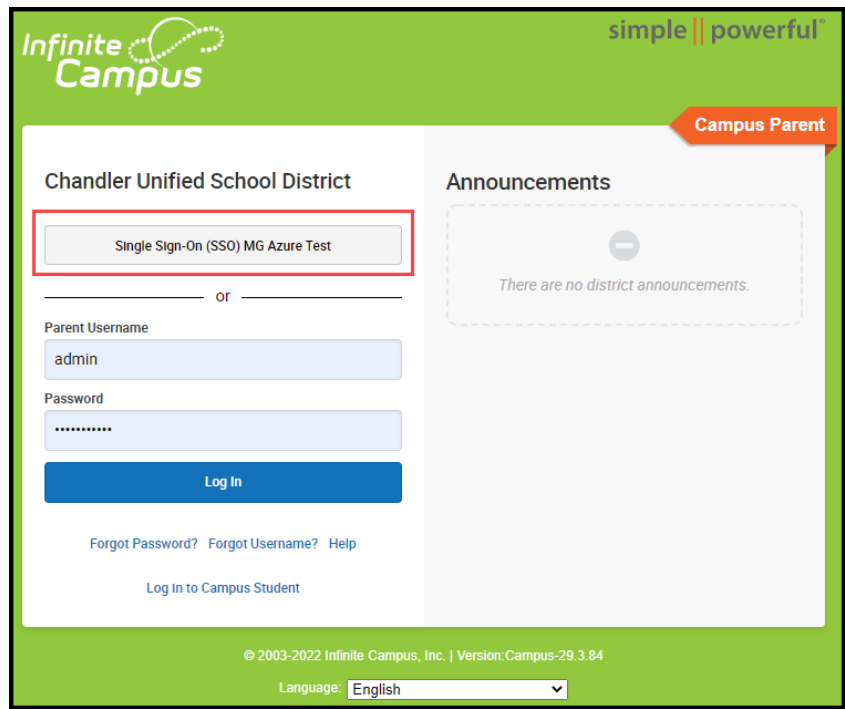 Infinite Campus
simple || powerful®
Campus Parent
Chandler Unified School District
Single Sign-On (SSO) MG Azure Test
or
Parent Username
admin
Password
•••••••••••
Log In
Forgot Password? Forgot Username? Help
Log In to Campus Student
Announcements
There are no district announcements.
© 2003-2022 Infinite Campus, Inc. | Version:Campus-29.3.84
Language: English